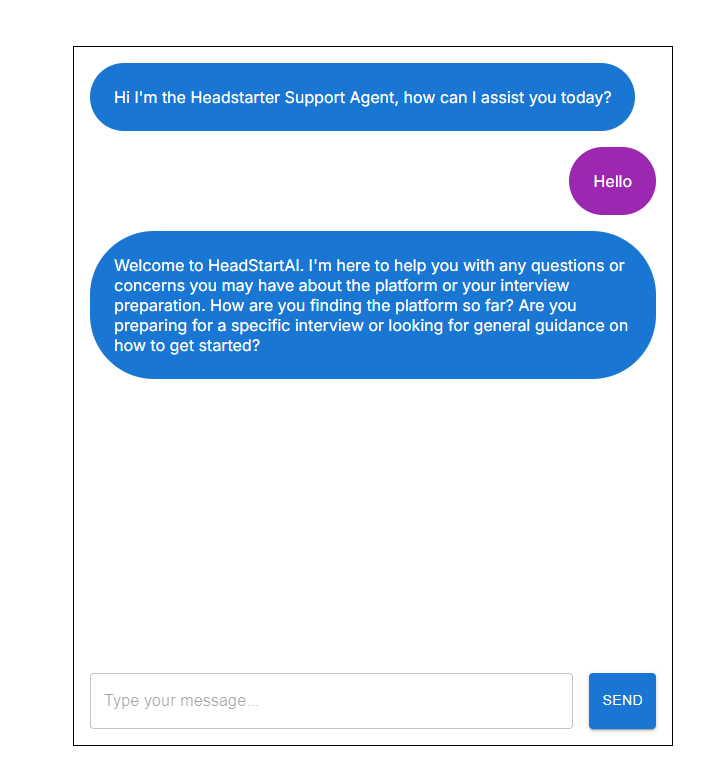 Hi I'm the Headstarter Support Agent, how can I assist you today?
Hello
Welcome to HeadStartAI. I'm here to help you with any questions or
concerns you may have about the platform or your interview
preparation. How are you finding the platform so far? Are you
preparing for a specific interview or looking for general guidance on
how to get started?
Type your message...
SEND